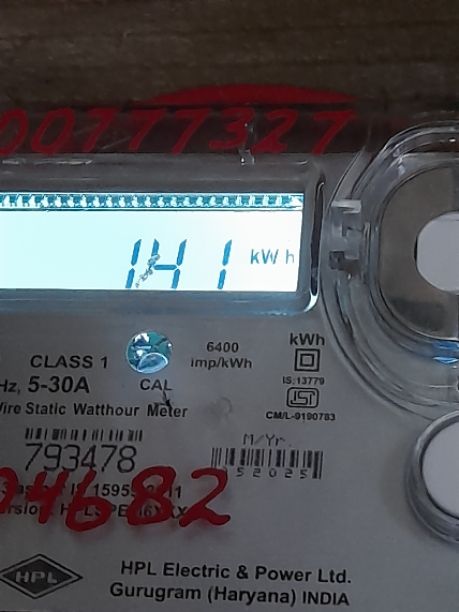 00777327
141 kWh
6400
imp/kWh
kWh
CLASS 1
CAL
IS:13779
Hz, 5-30A
Wire Static Watthour Meter
CM/L-9190783
M/Yr.
793478
52025
04682
HPL
HPL Electric & Power Ltd.
Gurugram (Haryana) INDIA